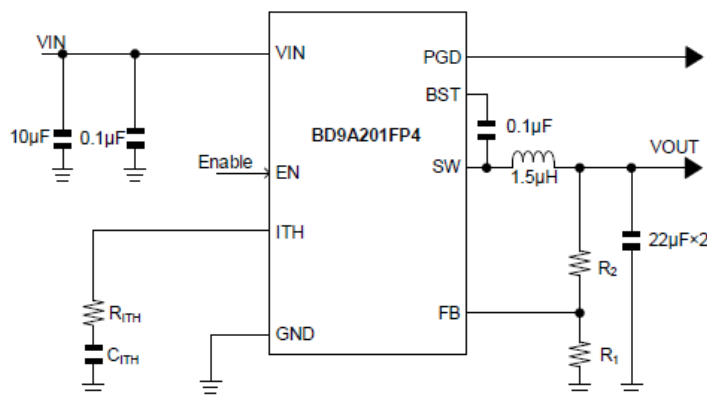 VIN
VIN
PGD
BST
10µF
0.1µF
BD9A201FP4
0.1µF
Enable
EN
SW
VOUT
1.5µH
ITH
22µF×2
R₂
RITH
FB
GND
CITH
R₁